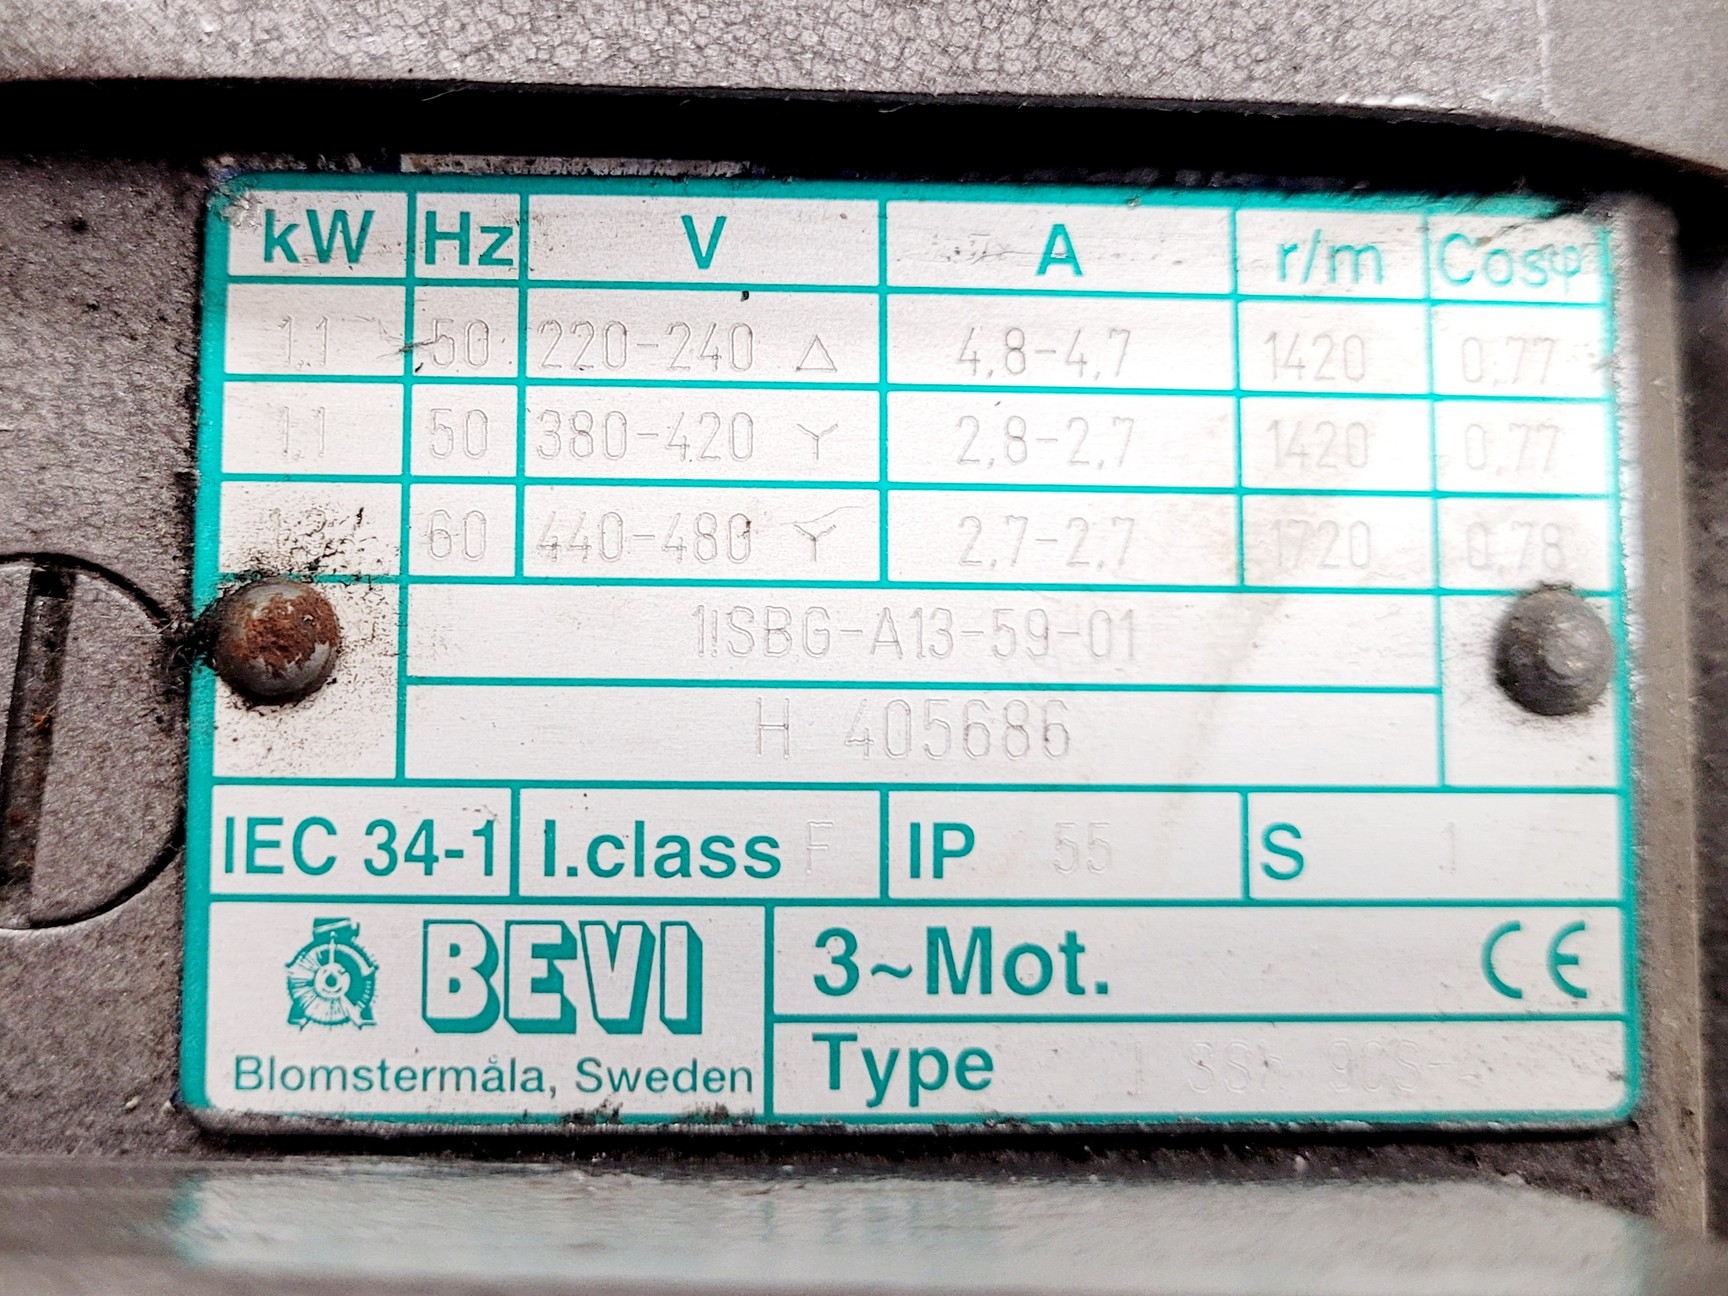 kW Hz V A r/m Cosφ
1.1 50 220-240 △ 4,8-4,7 1420 0,77
1.1 50 380-420 Y 2,8-2,7 1420 0,77
60 440-480 Y 2,7-2,7 1720 0,78
1!SBG-A13-59-01
H 405686
IEC 34-1 I.class F IP 55 S 1
BEVI 3~Mot. CE
Blomstermåla, Sweden Type